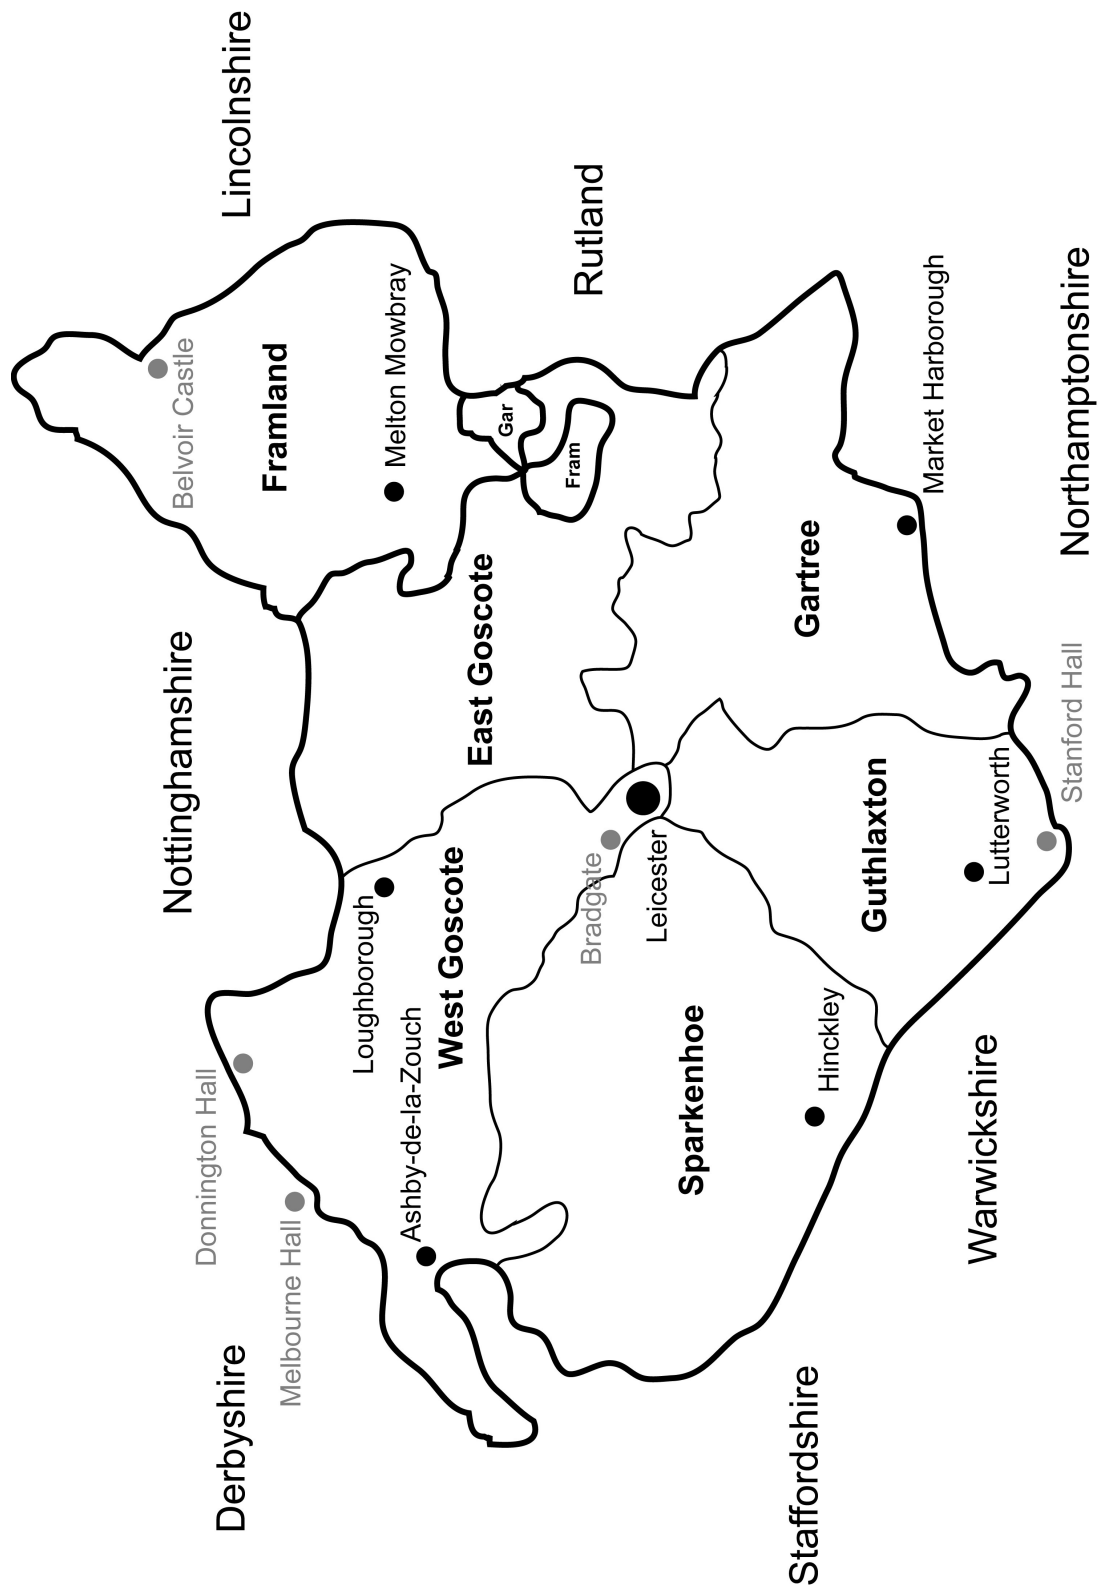 Nottinghamshire
Lincolnshire
Derbyshire
Donnington Hall
Belvoir Castle
Melbourne Hall
Framland
Loughborough
Melton Mowbray
Ashby-de-la-Zouch
West Goscote
East Goscote
Gar
Fram
Rutland
Bradgate
Leicester
Sparkenhoe
Gartree
Staffordshire
Hinckley
Guthlaxton
Market Harborough
Warwickshire
Lutterworth
Stanford Hall
Northamptonshire